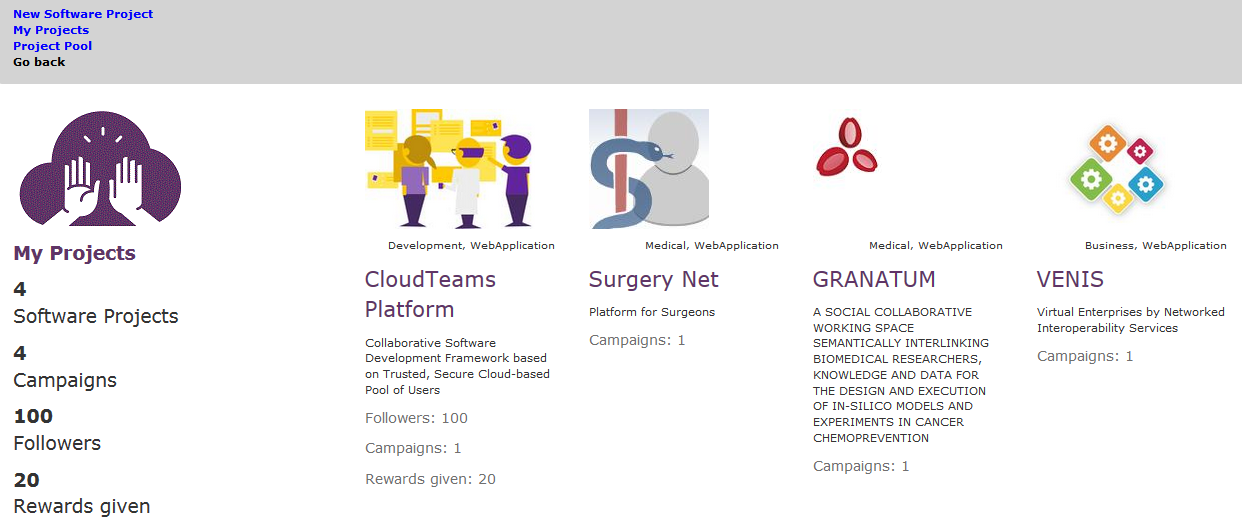 New Software Project
My Projects
Project Pool
Go back
My Projects
4
Software Projects
4
Campaigns
100
Followers
20
Rewards given
Development, WebApplication
CloudTeams
Platform
Collaborative Software
Development Framework based
on Trusted, Secure Cloud-based
Pool of Users
Followers: 100
Campaigns: 1
Rewards given: 20
Medical, WebApplication
Surgery Net
Platform for Surgeons
Campaigns: 1
Medical, WebApplication
GRANATUM
A SOCIAL COLLABORATIVE
WORKING SPACE
SEMANTICALLY INTERLINKING
BIOMEDICAL RESEARCHERS,
KNOWLEDGE AND DATA FOR
THE DESIGN AND EXECUTION
OF IN-SILICO MODELS AND
EXPERIMENTS IN CANCER
CHEMOPREVENTION
Campaigns: 1
Business, WebApplication
VENIS
Virtual Enterprises by Networked
Interoperability Services
Campaigns: 1